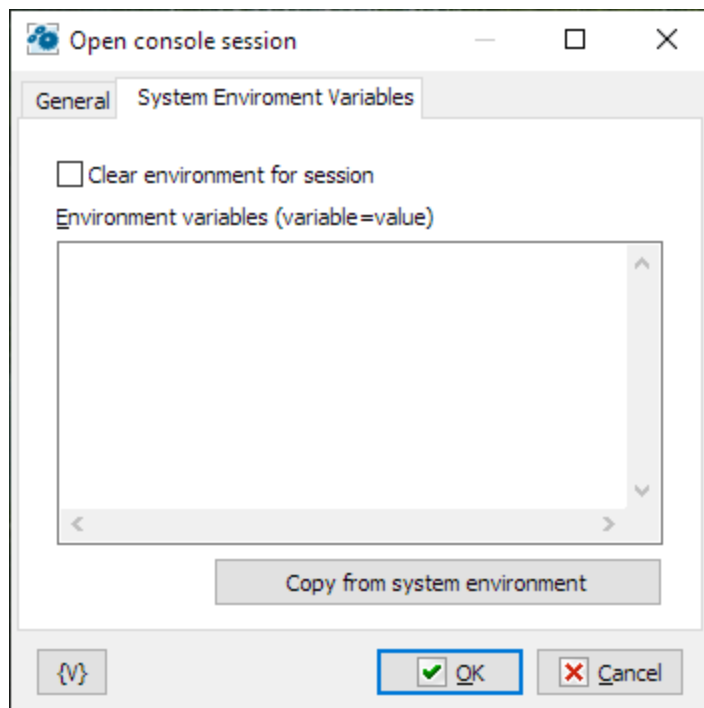 Open console session
General
System Enviroment Variables
Clear environment for session
Environment variables (variable=value)
Copy from system environment
{V}
OK
Cancel